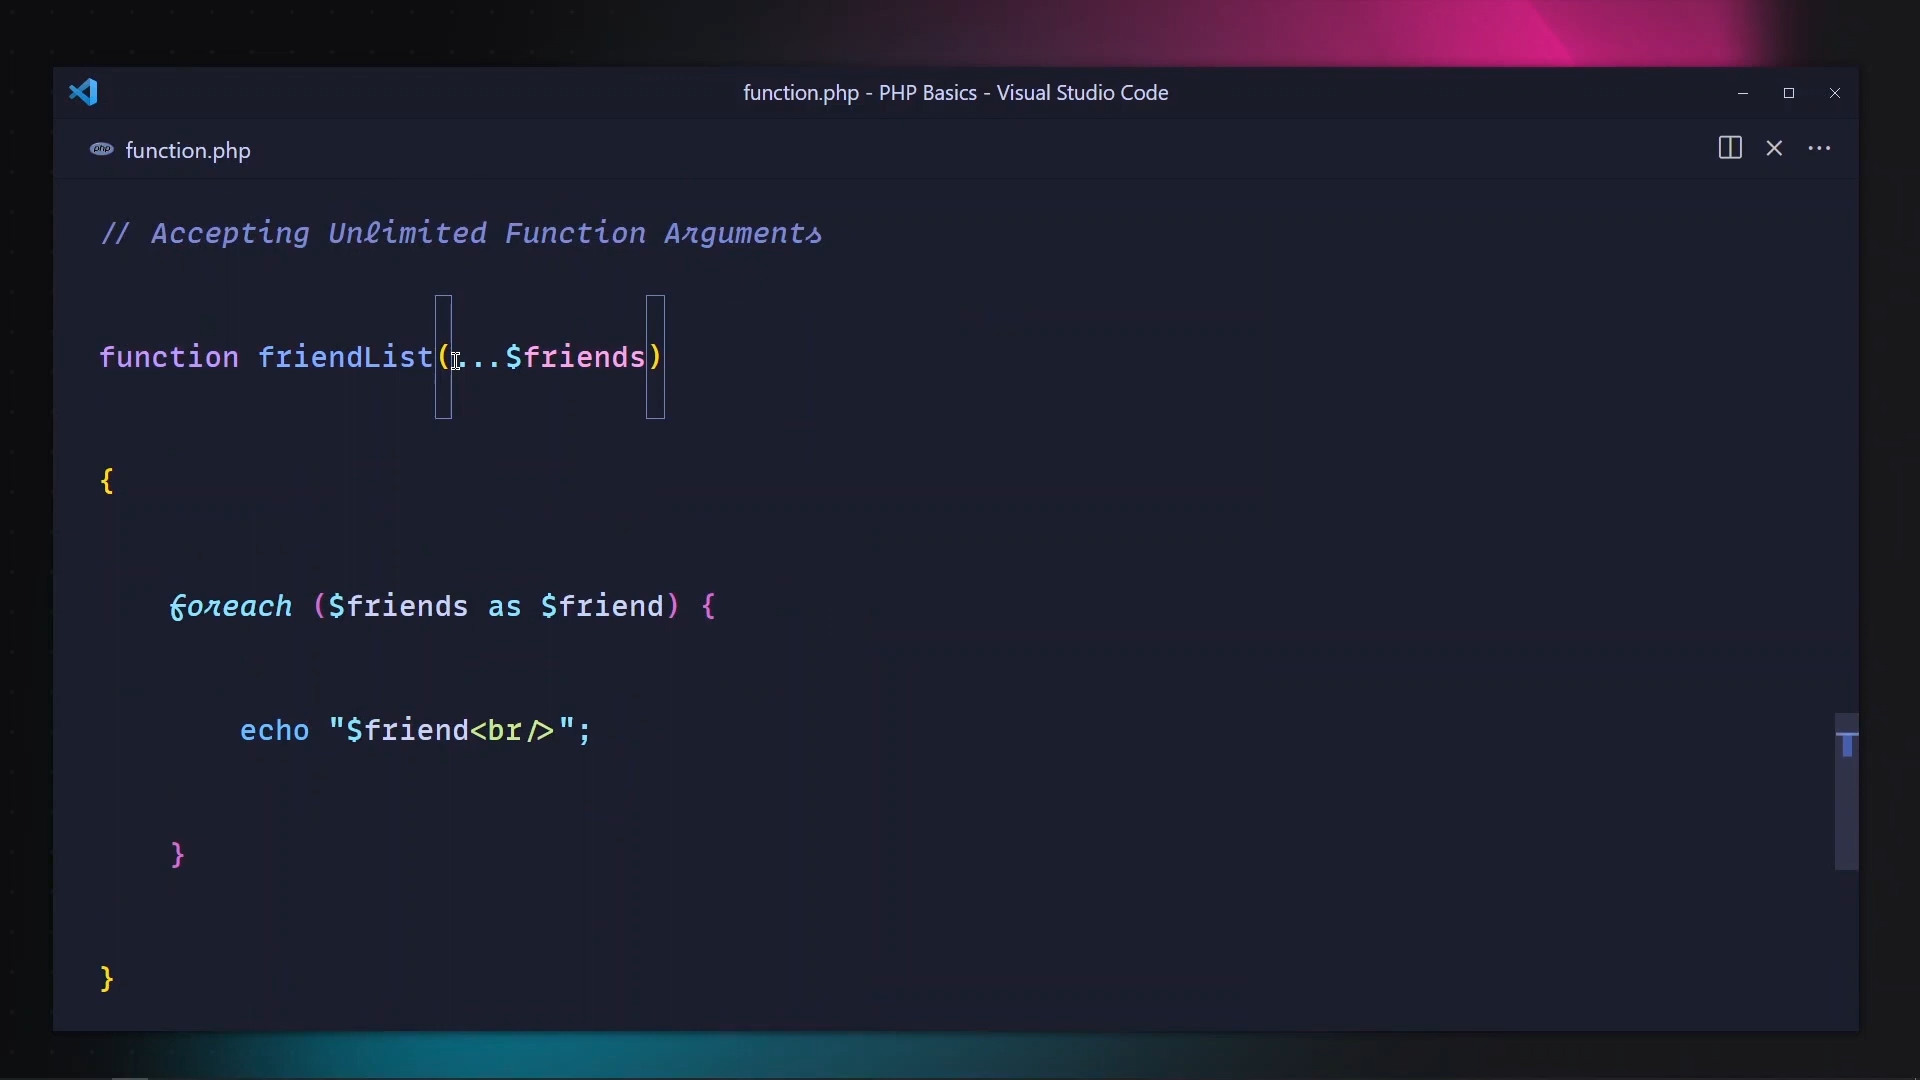 function.php - PHP Basics - Visual Studio Code
php function.php
// Accepting Unlimited Function Arguments
function friendList(...$friends)
{
foreach ($friends as $friend) {
echo "$friend<br/>";
}
}